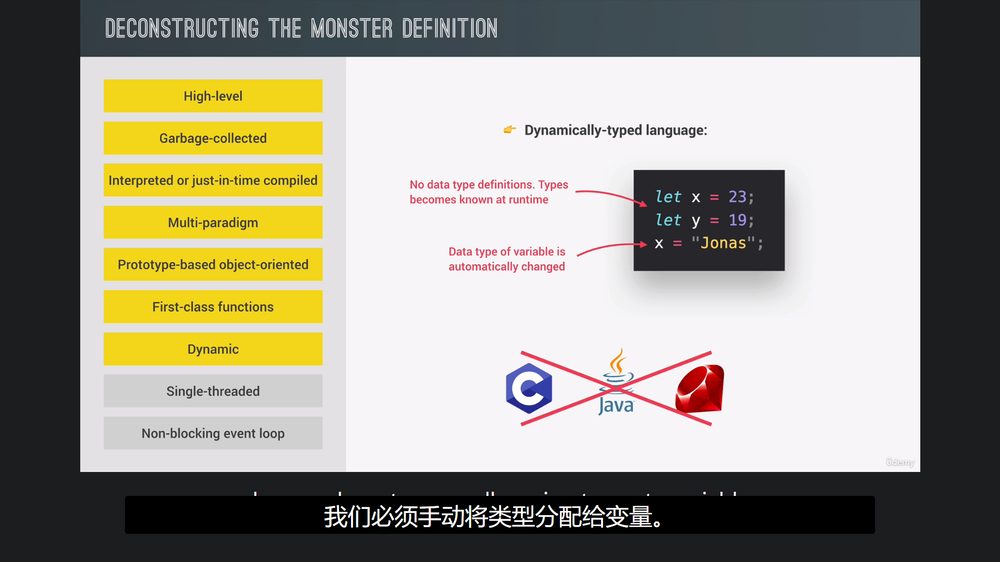 DECONSTRUCTING THE MONSTER DEFINITION
High-level
Garbage-collected
Interpreted or just-in-time compiled
Multi-paradigm
Prototype-based object-oriented
First-class functions
Dynamic
Single-threaded
Non-blocking event loop
👉 Dynamically-typed language:
No data type definitions. Types
becomes known at runtime
Data type of variable is
automatically changed
let x = 23;
let y = 19;
x = "Jonas";
C
Java
ûdemy
我们必须手动将类型分配给变量。